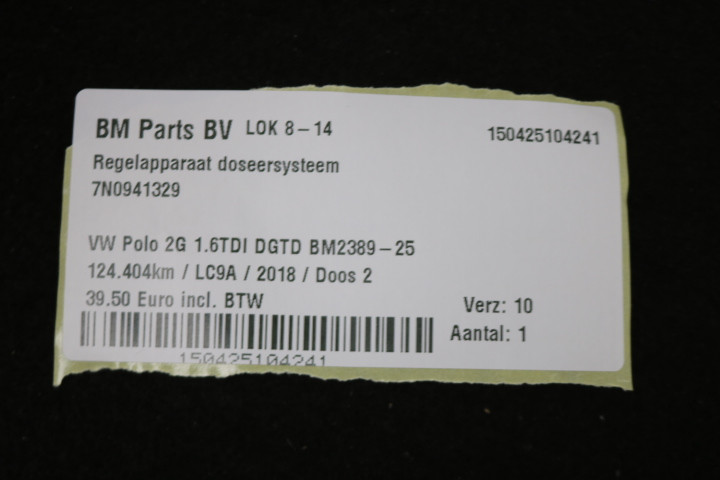 BM Parts BV LOK 8-14 150425104241
Regelapparaat doseersysteem
7N0941329
VW Polo 2G 1.6TDI DGTD BM2389-25
124.404km / LC9A / 2018 / Doos 2
39.50 Euro incl. BTW
Verz: 10
Aantal: 1
150425104241